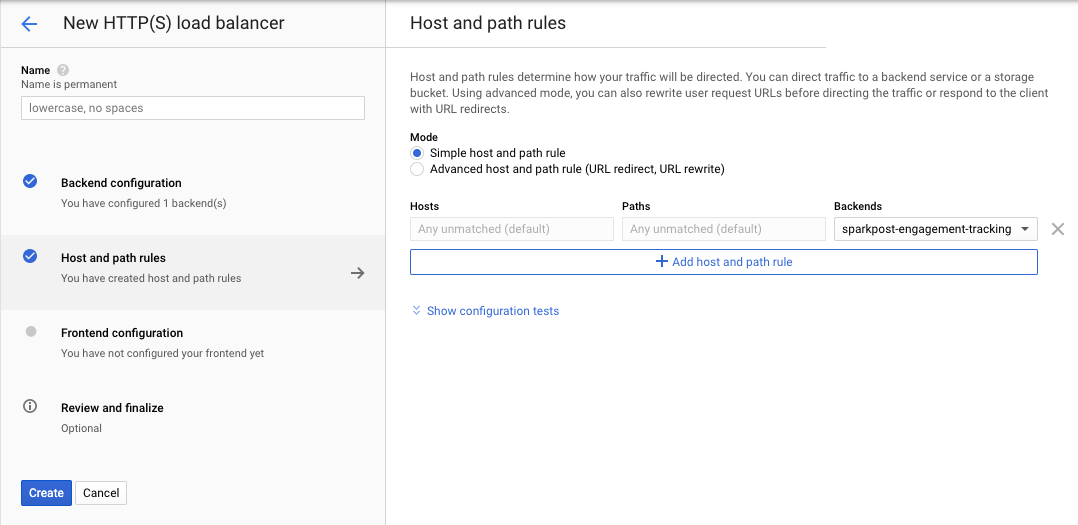 New HTTP(S) load balancer
Name ?
Name is permanent
lowercase, no spaces
Backend configuration
You have configured 1 backend(s)
Host and path rules
You have created host and path rules
Frontend configuration
You have not configured your frontend yet
Review and finalize
Optional
Create Cancel
Host and path rules
Host and path rules determine how your traffic will be directed. You can direct traffic to a backend service or a storage
bucket. Using advanced mode, you can also rewrite user request URLs before directing the traffic or respond to the client
with URL redirects.
Mode
Simple host and path rule
Advanced host and path rule (URL redirect, URL rewrite)
Hosts Paths Backends
Any unmatched (default) Any unmatched (default) sparkpost-engagement-tracking
+ Add host and path rule
Show configuration tests